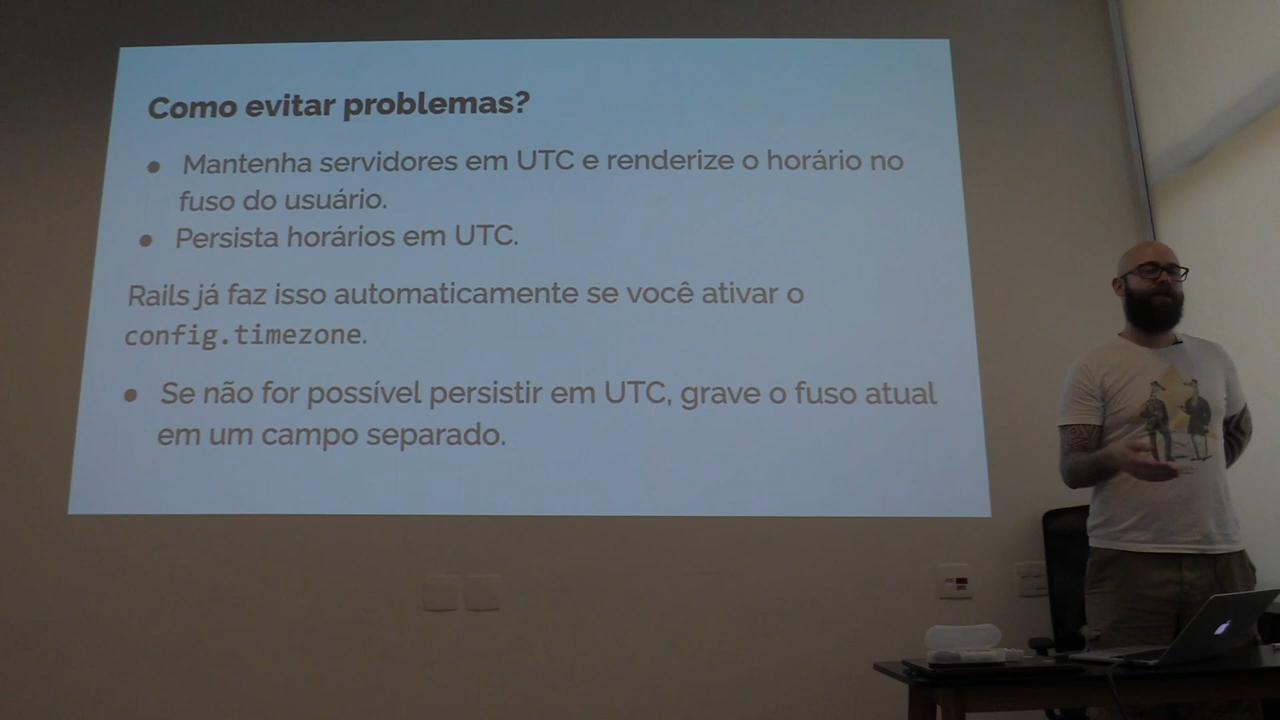 Como evitar problemas?
● Mantenha servidores em UTC e renderize o horário no
fuso do usuário.
● Persista horários em UTC.
Rails já faz isso automaticamente se você ativar o
config.timezone.
● Se não for possível persistir em UTC, grave o fuso atual
em um campo separado.